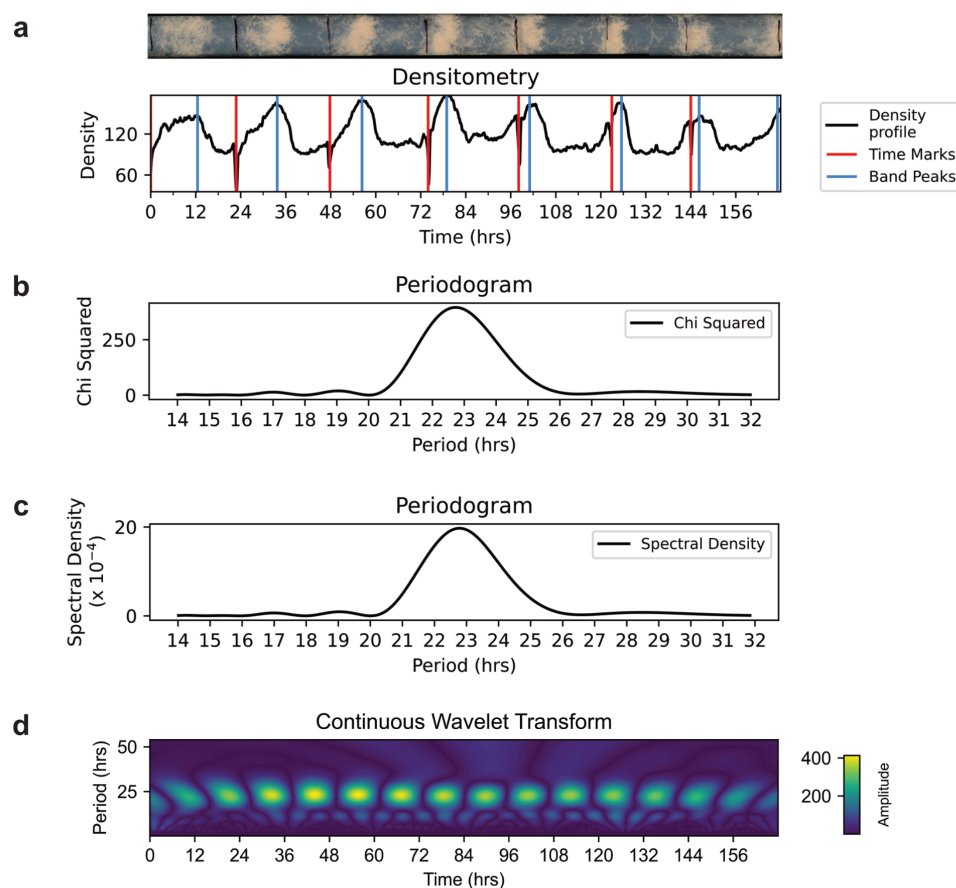 a
Densitometry
Density
120
60
0 12 24 36 48 60 72 84 96 108 120 132 144 156
Time (hrs)
Density
profile
Time Marks
Band Peaks
b
Periodogram
Chi Squared
250
0
Chi Squared
14 15 16 17 18 19 20 21 22 23 24 25 26 27 28 29 30 31 32
Period (hrs)
c
Periodogram
Spectral Density
(x 10⁻⁴)
20
0
Spectral Density
14 15 16 17 18 19 20 21 22 23 24 25 26 27 28 29 30 31 32
Period (hrs)
d
Continuous Wavelet Transform
Period (hrs)
50
25
0 12 24 36 48 60 72 84 96 108 120 132 144 156
Time (hrs)
400
200
Amplitude